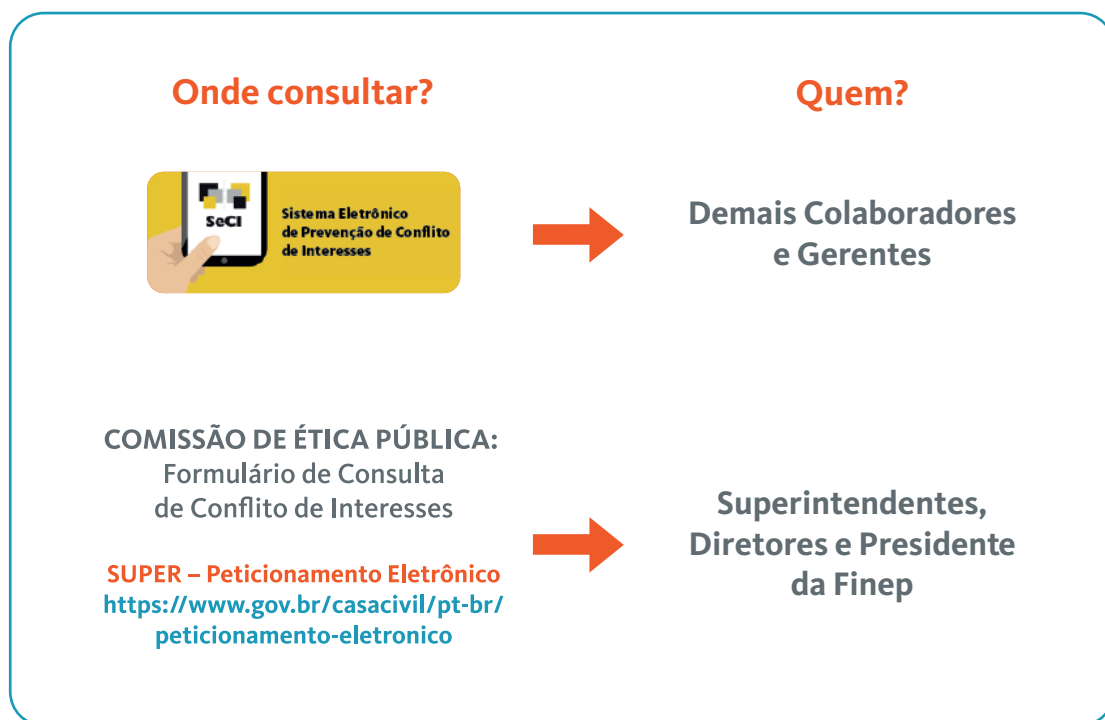 Onde consultar?
Quem?
SeCI
Sistema Eletrônico
de Prevenção de Conflito
de Interesses
Demais Colaboradores
e Gerentes
COMISSÃO DE ÉTICA PÚBLICA:
Formulário de Consulta
de Conflito de Interesses
SUPER – Peticionamento Eletrônico
https://www.gov.br/casacivil/pt-br/
peticionamento-eletronico
Superintendentes,
Diretores e Presidente
da Finep